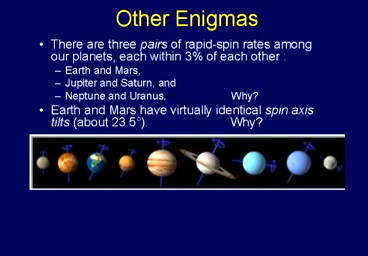 Other Enigmas
• There are three pairs of rapid-spin rates among
our planets, each within 3% of each other :
– Earth and Mars,
– Jupiter and Saturn, and
– Neptune and Uranus. Why?
• Earth and Mars have virtually identical spin axis
tilts (about 23.5°). Why?